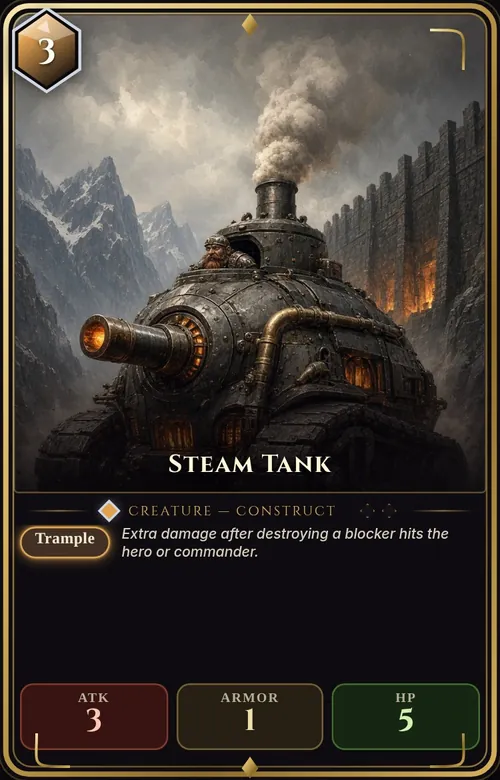 3
STEAM TANK
CREATURE — CONSTRUCT
Trample
Extra damage after destroying a blocker hits the
hero or commander.
ATK
3
ARMOR
1
HP
5